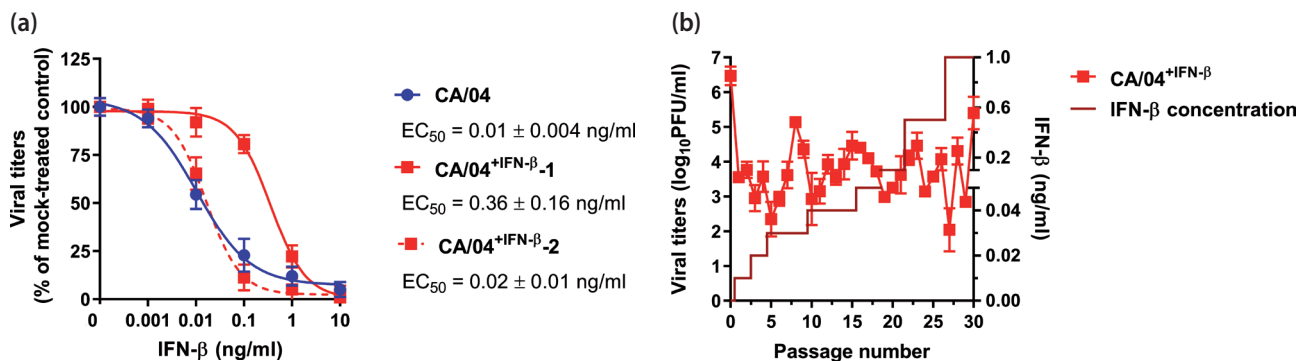 (a)
Viral titers
(% of mock-treated control)
125
100
75
50
25
0
0
0.001
0.01
0.1
1
10
IFN-β (ng/ml)
CA/04
EC50 = 0.01 ± 0.004 ng/ml
CA/04+IFN-β-1
EC50 = 0.36 ± 0.16 ng/ml
CA/04+IFN-β-2
EC50 = 0.02 ± 0.01 ng/ml
(b)
Viral titers (log10PFU/ml)
7
6
5
4
3
2
1
0
0
5
10
15
20
25
30
Passage number
1.0
0.6
0.2
0.04
0.02
0.00
IFN-β (ng/ml)
CA/04+IFN-β
IFN-β concentration